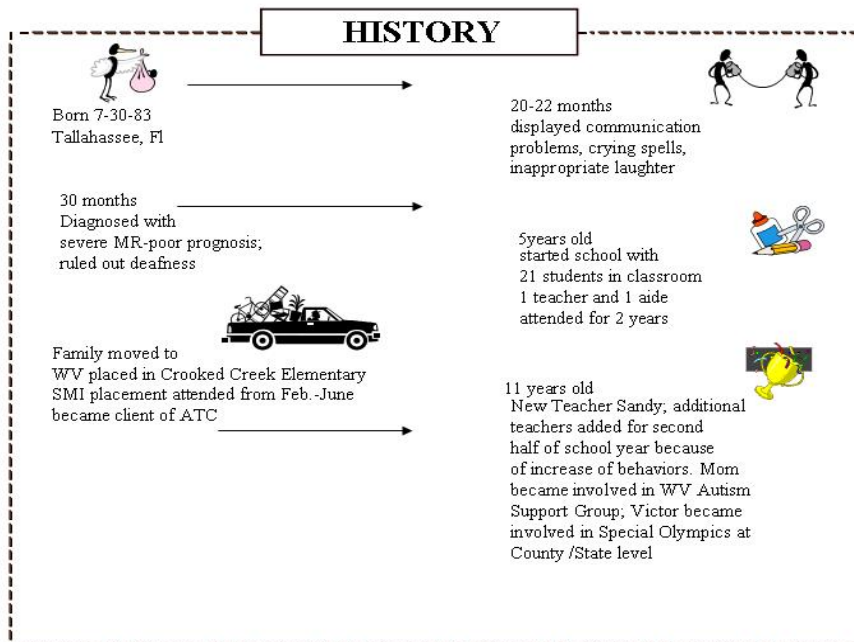 HISTORY
Born 7-30-83
Tallahassee, Fl
20-22 months
displayed communication
problems, crying spells,
inappropriate laughter
30 months
Diagnosed with
severe MR-poor prognosis;
ruled out deafness
5years old
started school with
21 students in classroom
1 teacher and 1 aide
attended for 2 years
Family moved to
WV placed in Crooked Creek Elementary
SMI placement attended from Feb.-June
became client of ATC
11 years old
New Teacher Sandy; additional
teachers added for second
half of school year because
of increase of behaviors. Mom
became involved in WV Autism
Support Group; Victor became
involved in Special Olympics at
County /State level